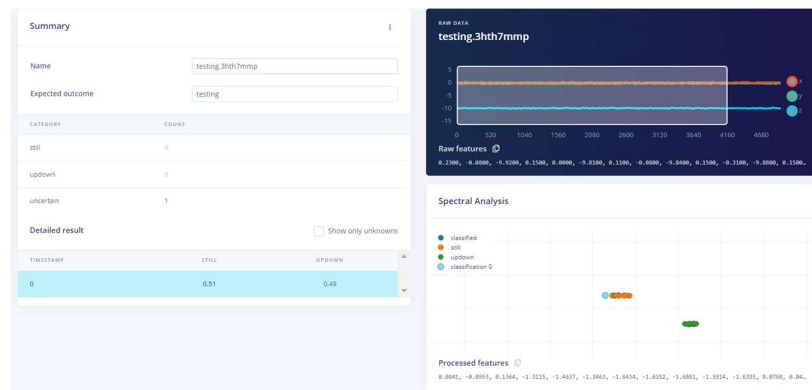 Summary
Name testing.3hth7mmp
Expected outcome testing
CATEGORY COUNT
still 0
updown 0
uncertain 1
Detailed result Show only unknowns
TIMESTAMP STILL UPDOWN
0 0.51 0.49
RAW DATA
testing.3hth7mmp
5
0
-5
-10
-15
x
y
z
0 520 1040 1560 2080 2600 3120 3640 4160 4680
Raw features
0.2300, -0.0800, -9.9200, 0.1500, 0.0000, -9.8100, 0.1100, -0.0800, -9.8400, 0.1500, -0.3100, -9.8800, 0.1500…
Spectral Analysis
classified
still
updown
classification 0
Processed features
0.0841, -0.0953, 0.1364, -1.3115, -1.4637, -1.3463, -1.6434, -1.6152, -1.6861, -1.5914, -1.6335, 0.0760, 0.04…